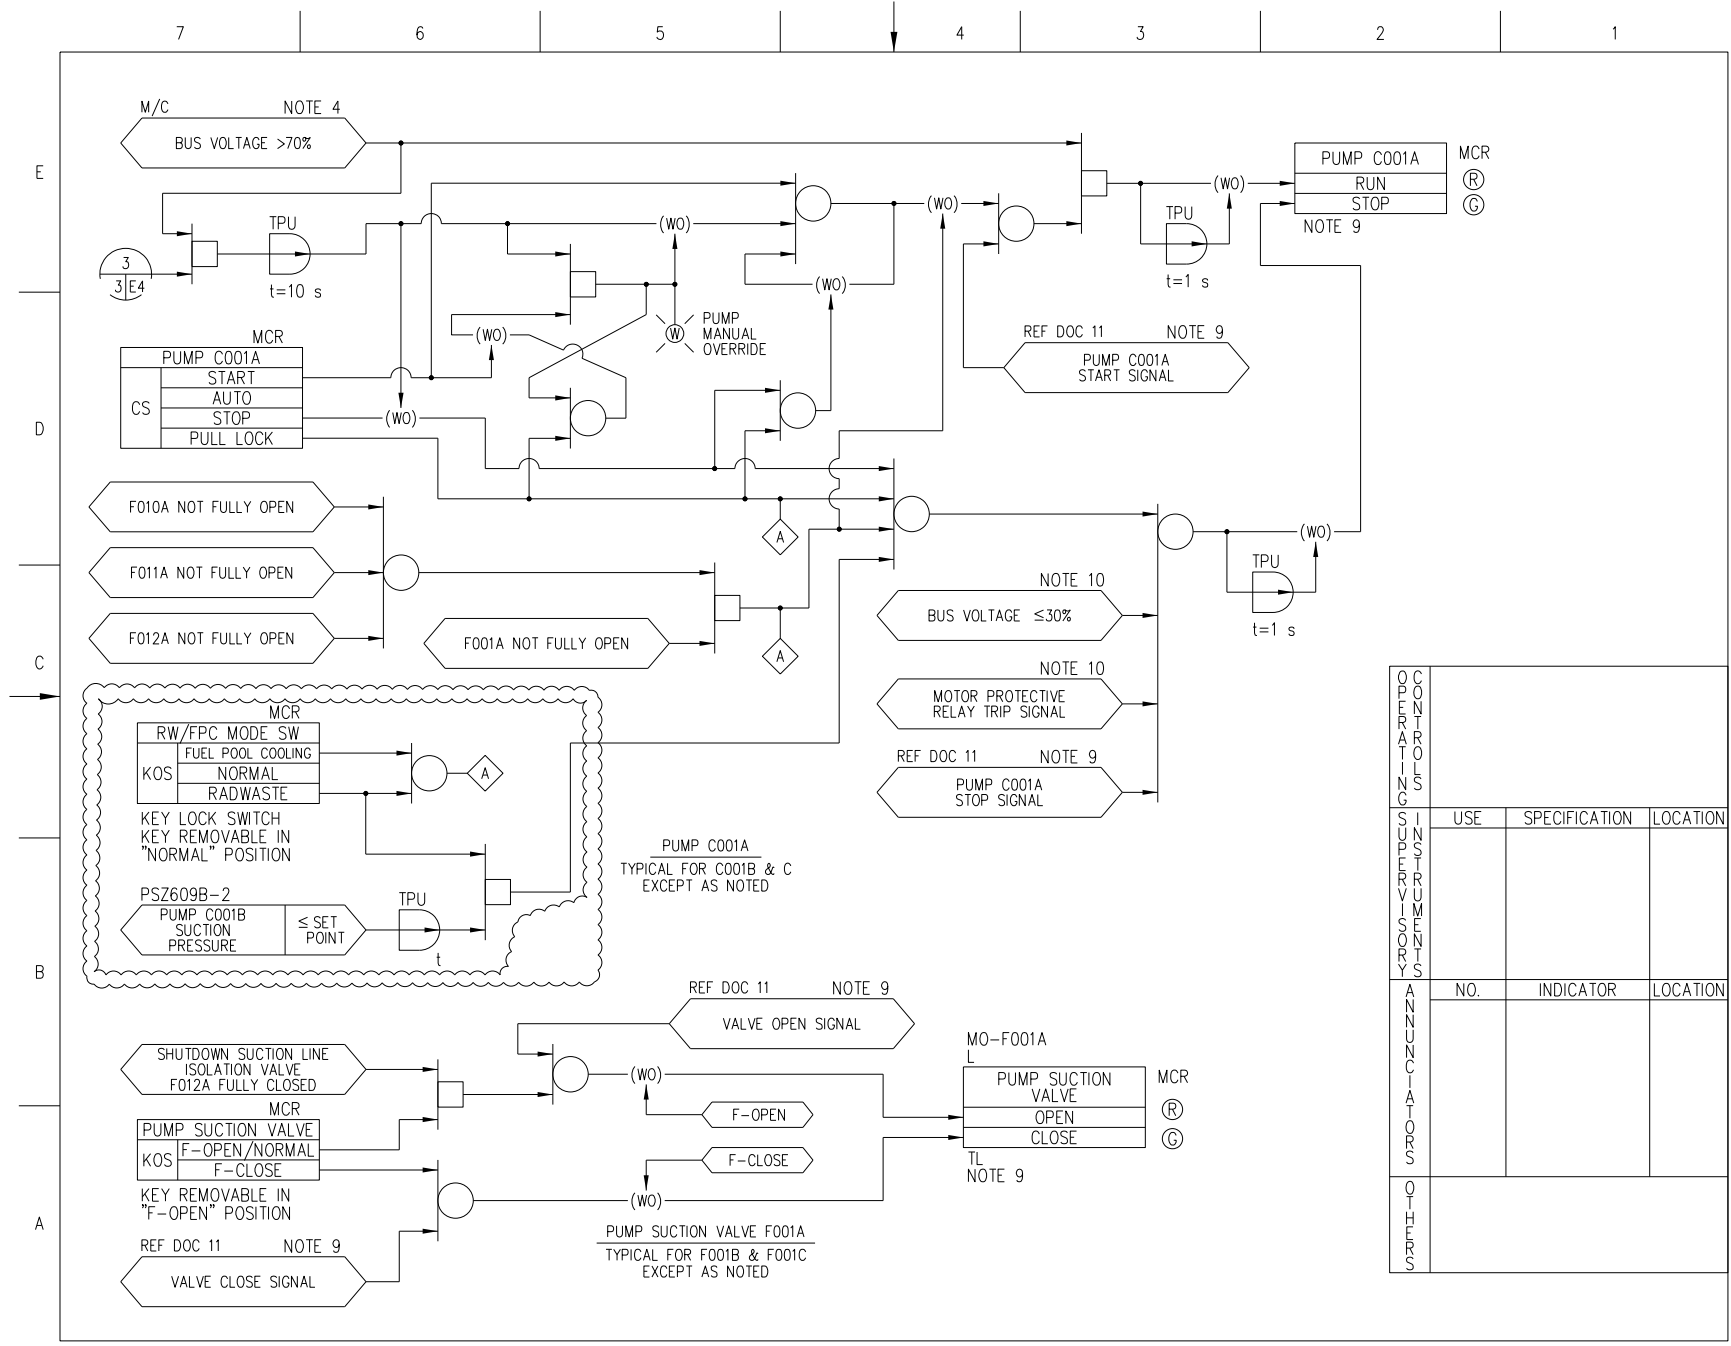 7 6 5 4 3 2 1
E
D
C
B
A
M/C NOTE 4
BUS VOLTAGE >70%
3
3 E4
TPU
t=10 s
(WO)
(WO)
(WO)
(WO)
(WO)
W
PUMP
MANUAL
OVERRIDE
(WO)
(WO)
TPU
t=1 s
PUMP C001A MCR
RUN R
STOP G
NOTE 9
REF DOC 11 NOTE 9
PUMP C001A
START SIGNAL
MCR
PUMP C001A
CS
START
AUTO
STOP
PULL LOCK
F010A NOT FULLY OPEN
F011A NOT FULLY OPEN
F012A NOT FULLY OPEN
F001A NOT FULLY OPEN
A
A
(WO)
TPU
t=1 s
NOTE 10
BUS VOLTAGE ≤30%
NOTE 10
MOTOR PROTECTIVE
RELAY TRIP SIGNAL
REF DOC 11 NOTE 9
PUMP C001A
STOP SIGNAL
MCR
RW/FPC MODE SW
KOS
FUEL POOL COOLING
NORMAL
RADWASTE
A
KEY LOCK SWITCH
KEY REMOVABLE IN
"NORMAL" POSITION
PSZ609B-2
PUMP C001B
SUCTION
PRESSURE
≤ SET
POINT
TPU
t
PUMP C001A
TYPICAL FOR C001B & C
EXCEPT AS NOTED
REF DOC 11 NOTE 9
VALVE OPEN SIGNAL
SHUTDOWN SUCTION LINE
ISOLATION VALVE
F012A FULLY CLOSED
MCR
PUMP SUCTION VALVE
KOS
F-OPEN/NORMAL
F-CLOSE
KEY REMOVABLE IN
"F-OPEN" POSITION
REF DOC 11 NOTE 9
VALVE CLOSE SIGNAL
(WO)
F-OPEN
F-CLOSE
(WO)
MO-F001A
L
PUMP SUCTION
VALVE
MCR
OPEN R
CLOSE G
TL
NOTE 9
PUMP SUCTION VALVE F001A
TYPICAL FOR F001B & F001C
EXCEPT AS NOTED
OPERATING
CONTROLS
SUPERVISORY
INSTRUMENTS
USE SPECIFICATION LOCATION
ANNUNCIATORS
NO. INDICATOR LOCATION
OTHERS